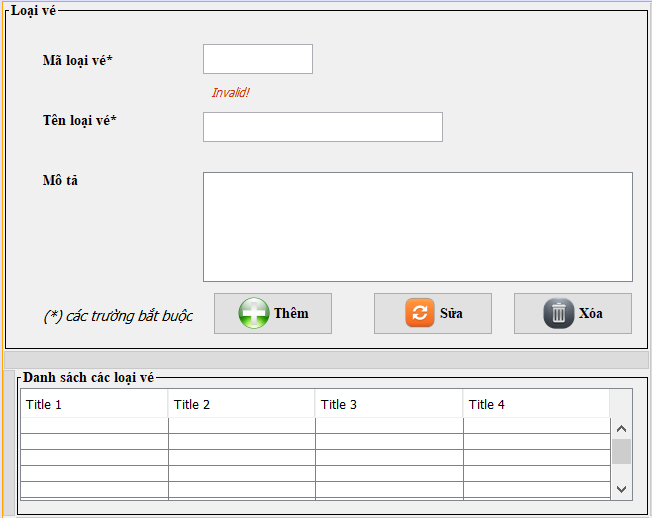 Loại vé
Mã loại vé*
Invalid!
Tên loại vé*
Mô tả
(*) các trường bắt buộc
Thêm
Sửa
Xóa
Danh sách các loại vé
Title 1 Title 2 Title 3 Title 4